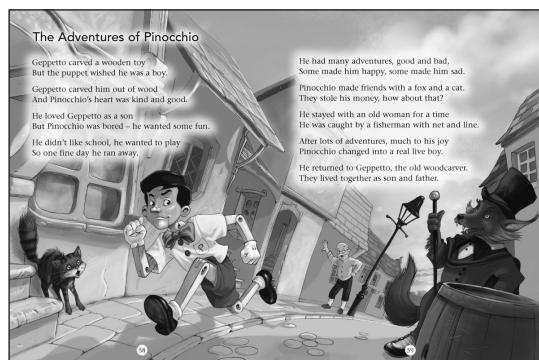 The Adventures of Pinocchio
Geppetto carved a wooden toy
But the puppet wished he was a boy.
Geppetto carved him out of wood
And Pinocchio's heart was kind and good.
He loved Geppetto as a son
But Pinocchio was bored – he wanted some fun.
He didn't like school, he wanted to play
So one fine day he ran away.
58
He had many adventures, good and bad,
Some made him happy, some made him sad.
Pinocchio made friends with a fox and a cat.
They stole his money, how about that?
He stayed with an old woman for a time
He was caught by a fisherman with net and line.
After lots of adventures, much to his joy
Pinocchio changed into a real live boy.
He returned to Geppetto, the old woodcarver.
They lived together as son and father.
59